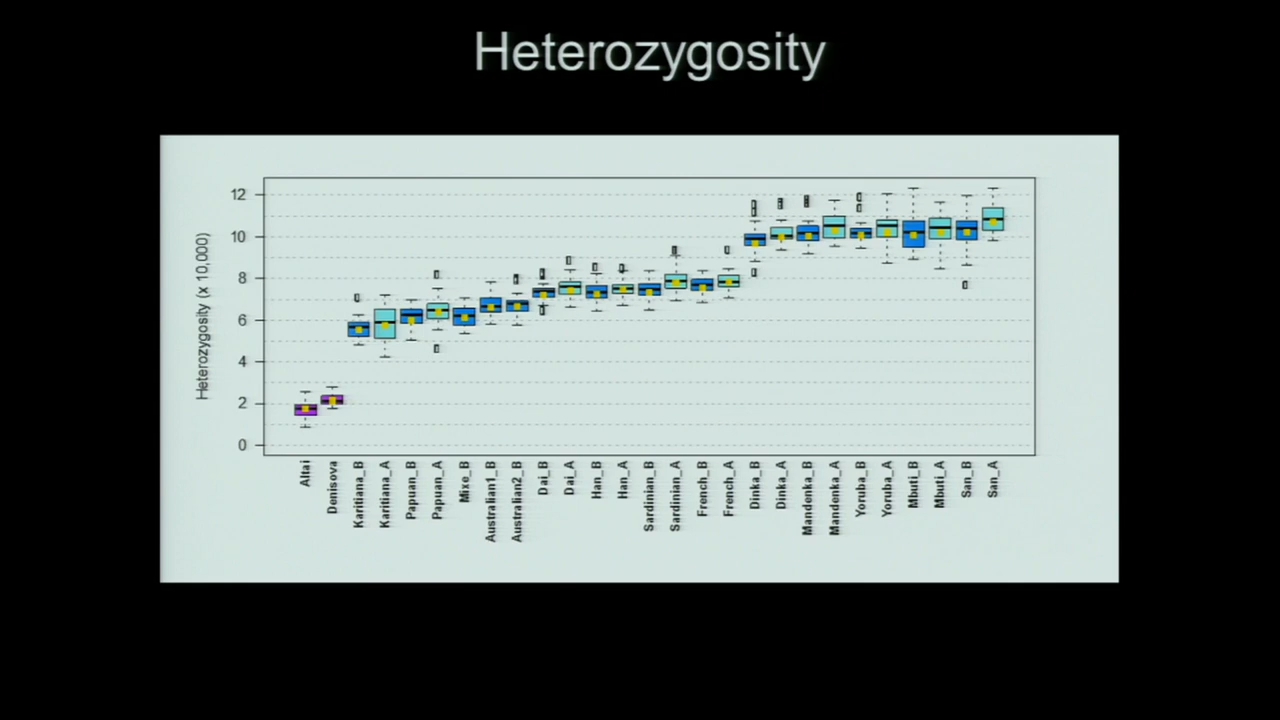 Heterozygosity
Heterozygosity (x 10,000)
12
10
8
6
4
2
0
Altai
Denisova
Karitiana_B
Karitiana_A
Papuan_B
Papuan_A
Mixe_B
Australian1_B
Australian2_B
Dai_B
Dai_A
Han_B
Han_A
Sardinian_B
Sardinian_A
French_B
French_A
Dinka_B
Dinka_A
Mandenka_B
Mandenka_A
Yoruba_B
Yoruba_A
Mbuti_B
Mbuti_A
San_B
San_A